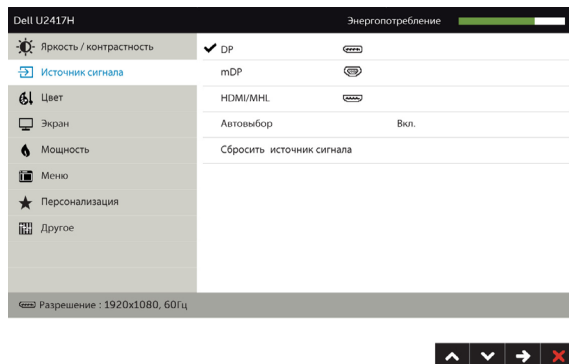 Dell U2417H Энергопотребление
Яркость / контрастность
Источник сигнала
Цвет
Экран
Мощность
Меню
Персонализация
Другое
DP
mDP
HDMI/MHL
Автовыбор Вкл.
Сбросить источник сигнала
Разрешение : 1920x1080, 60Гц